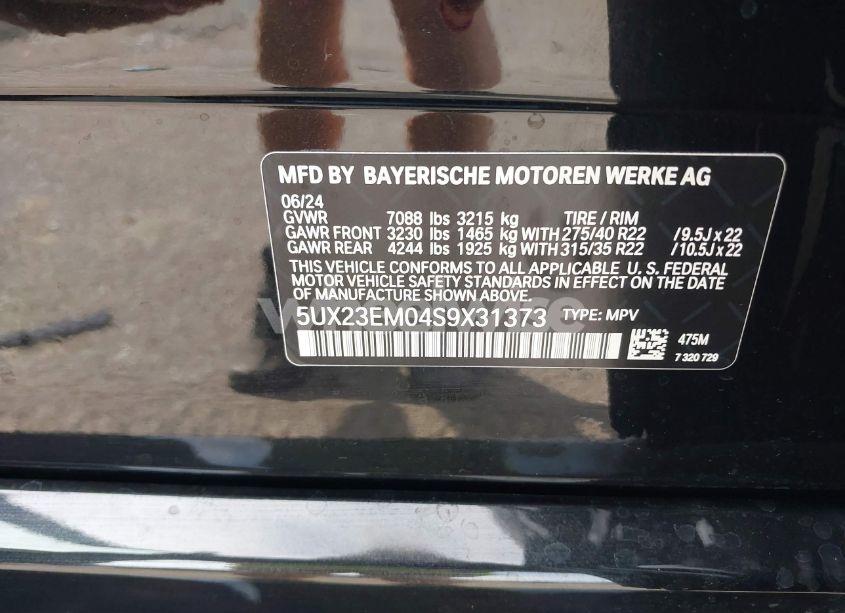 MFD BY BAYERISCHE MOTOREN WERKE AG
06/24
GVWR 7088 lbs 3215 kg TIRE / RIM
GAWR FRONT 3230 lbs 1465 kg WITH 275/40 R22 /9.5J x 22
GAWR REAR 4244 lbs 1925 kg WITH 315/35 R22 /10.5J x 22
THIS VEHICLE CONFORMS TO ALL APPLICABLE U. S. FEDERAL
MOTOR VEHICLE SAFETY STANDARDS IN EFFECT ON THE DATE
OF MANUFACTURE SHOWN ABOVE.
5UX23EM04S9X31373 TYPE: MPV
475M
7 320 729